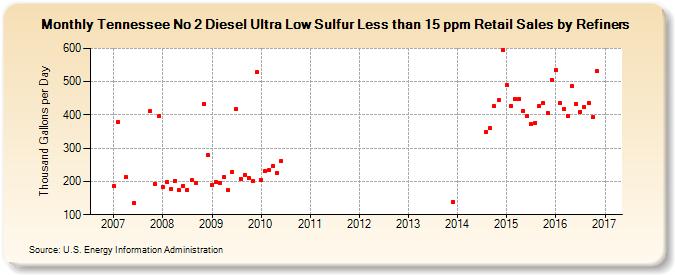 Monthly Tennessee No 2 Diesel Ultra Low Sulfur Less than 15 ppm Retail Sales by Refiners
Thousand Gallons per Day
600
500
400
300
200
100
2007 2008 2009 2010 2011 2012 2013 2014 2015 2016 2017
Source: U.S. Energy Information Administration